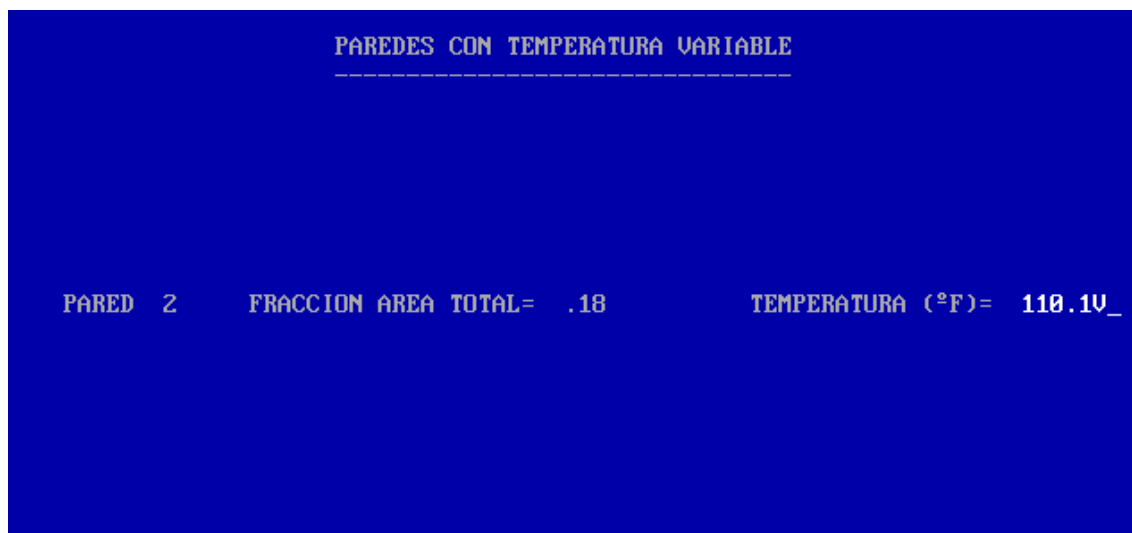 PAREDES CON TEMPERATURA VARIABLE
--------------------------------
PARED 2 FRACCION AREA TOTAL= .18 TEMPERATURA (ºF)= 110.1V_